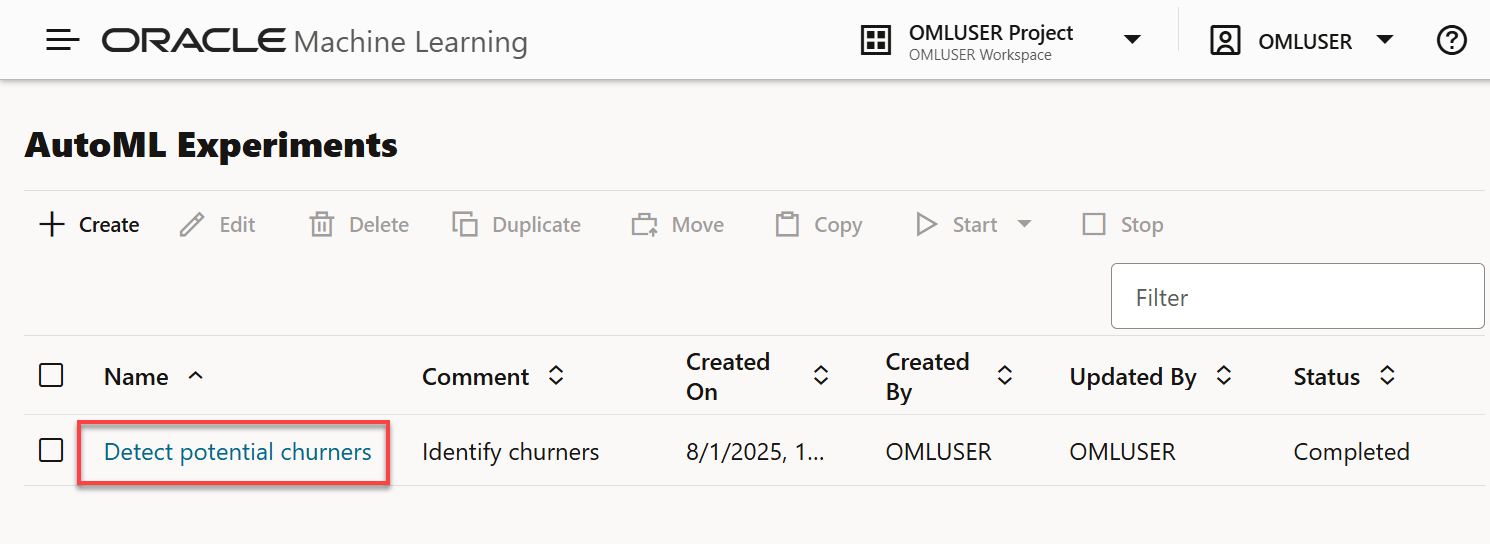 ORACLE Machine Learning
OMLUSER Project
OMLUSER Workspace
OMLUSER
?
AutoML Experiments
Create Edit Delete Duplicate Move Copy Start Stop
Filter
Name Comment Created On Created By Updated By Status
Detect potential churners Identify churners 8/1/2025, 1... OMLUSER OMLUSER Completed